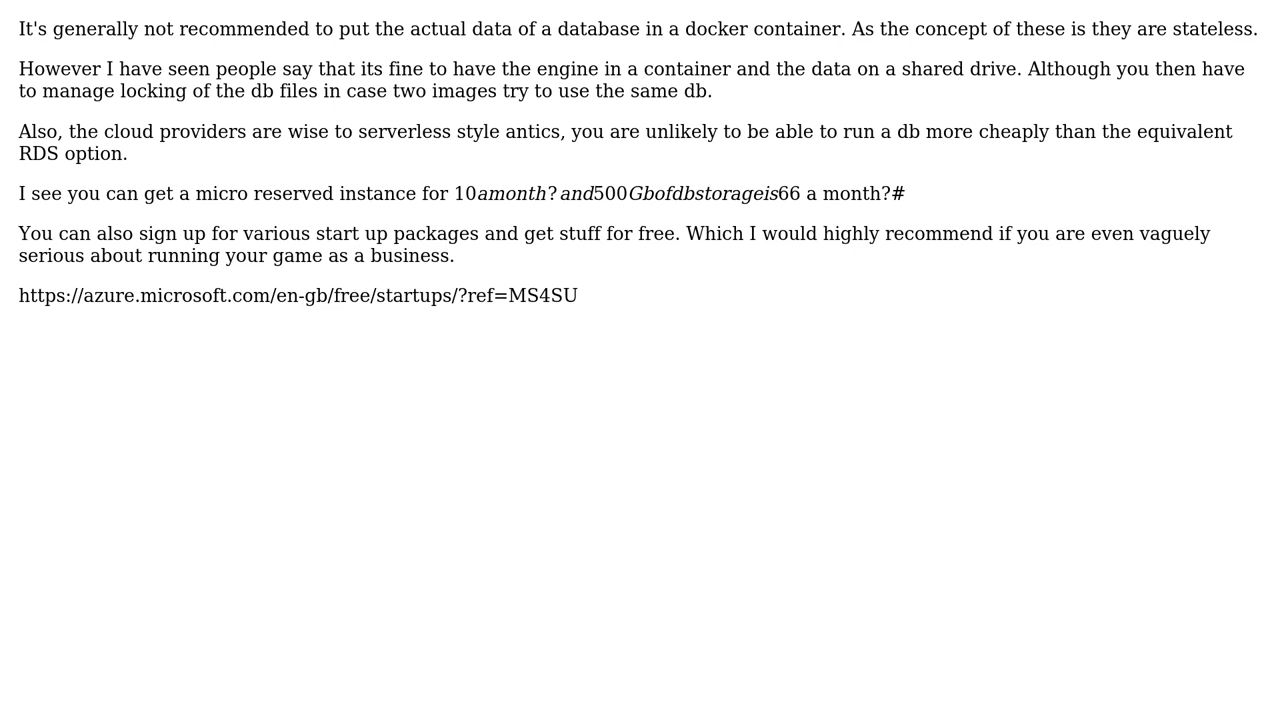 It's generally not recommended to put the actual data of a database in a docker container. As the concept of these is they are stateless.
However I have seen people say that its fine to have the engine in a container and the data on a shared drive. Although you then have
to manage locking of the db files in case two images try to use the same db.
Also, the cloud providers are wise to serverless style antics, you are unlikely to be able to run a db more cheaply than the equivalent
RDS option.
I see you can get a micro reserved instance for 10amonth?and500Gbofdbstorageis66 a month?#
You can also sign up for various start up packages and get stuff for free. Which I would highly recommend if you are even vaguely
serious about running your game as a business.
https://azure.microsoft.com/en-gb/free/startups/?ref=MS4SU